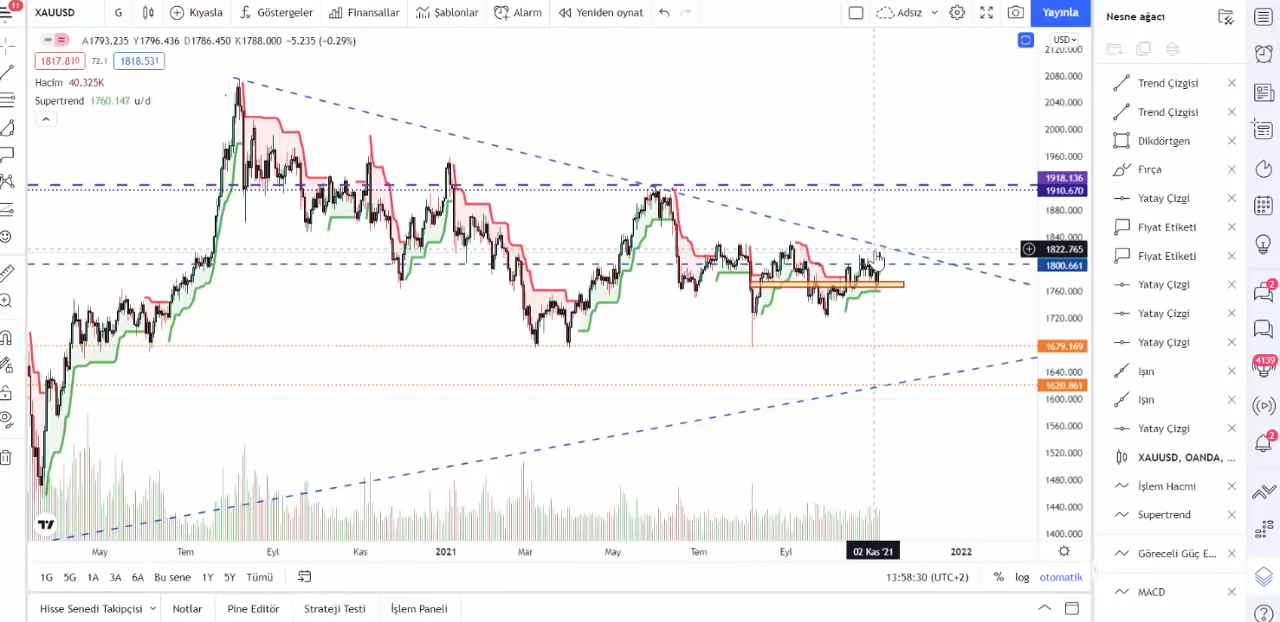 11
XAUUSD
G
Kıyasla
Göstergeler
Finansallar
Şablonlar
Alarm
Yeniden oynat
Adsız
Yayınla
Nesne ağacı
A1793.235 Y1796.436 D1786.450 K1788.000 −5.235 (−0.29%)
1817.810 72.1 1818.531
Hacim 40.325K
Supertrend 1760.147 u/d
USD
2120.000
2080.000
2040.000
2000.000
1960.000
1918.136
1910.670
1880.000
1840.000
1822.765
1800.661
1760.000
1720.000
1679.169
1640.000
1620.861
1600.000
1560.000
1520.000
1480.000
1440.000
1400.000
May
Tem
Eyl
Kas
2021
Mar
May
Tem
Eyl
02 Kas '21
2022
1G 5G 1A 3A 6A Bu sene 1Y 5Y Tümü
13:58:30 (UTC+2) % log otomatik
Hisse Senedi Takipçisi
Notlar
Pine Editör
Strateji Testi
İşlem Paneli
Trend Çizgisi
Trend Çizgisi
Dikdörtgen
Fırça
Yatay Çizgi
Fiyat Etiketi
Fiyat Etiketi
Yatay Çizgi
Yatay Çizgi
Yatay Çizgi
Işın
Işın
Yatay Çizgi
XAUUSD, OANDA, ...
İşlem Hacmi
Supertrend
Göreceli Güç E...
MACD
2
4139
2